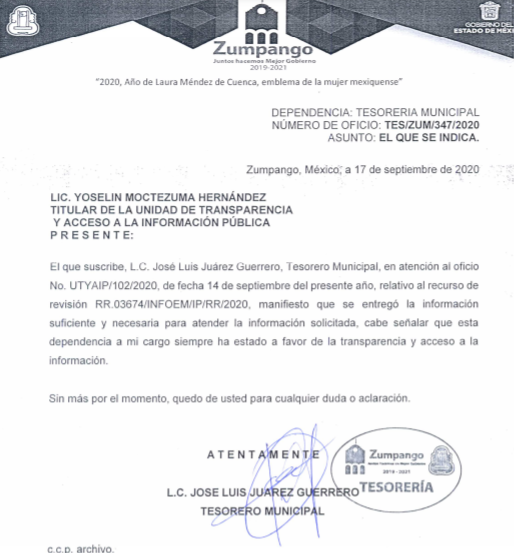 Zumpango
Juntos hacemos Mejor Gobierno
2019-2021
GOBIERNO DEL
ESTADO DE MÉXI
"2020, Año de Laura Méndez de Cuenca, emblema de la mujer mexiquense"
DEPENDENCIA: TESORERIA MUNICIPAL
NÚMERO DE OFICIO: TES/ZUM/347/2020
ASUNTO: EL QUE SE INDICA.
Zumpango, México, a 17 de septiembre de 2020
LIC. YOSELIN MOCTEZUMA HERNÁNDEZ
TITULAR DE LA UNIDAD DE TRANSPARENCIA
Y ACCESO A LA INFORMACIÓN PÚBLICA
P R E S E N T E:
El que suscribe, L.C. José Luis Juárez Guerrero, Tesorero Municipal, en atención al oficio
No. UTYAIP/102/2020, de fecha 14 de septiembre del presente año, relativo al recurso de
revisión RR.03674/INFOEM/IP/RR/2020, manifiesto que se entregó la información
suficiente y necesaria para atender la información solicitada, cabe señalar que esta
dependencia a mi cargo siempre ha estado a favor de la transparencia y acceso a la
información.
Sin más por el momento, quedo de usted para cualquier duda o aclaración.
A T E N T A M E N T E
L.C. JOSE LUIS JUÁREZ GUERRERO
TESORERO MUNICIPAL
Zumpango
Juntos hacemos Mejor Gobierno
2019 - 2021
TESORERÍA
c.c.p. archivo.